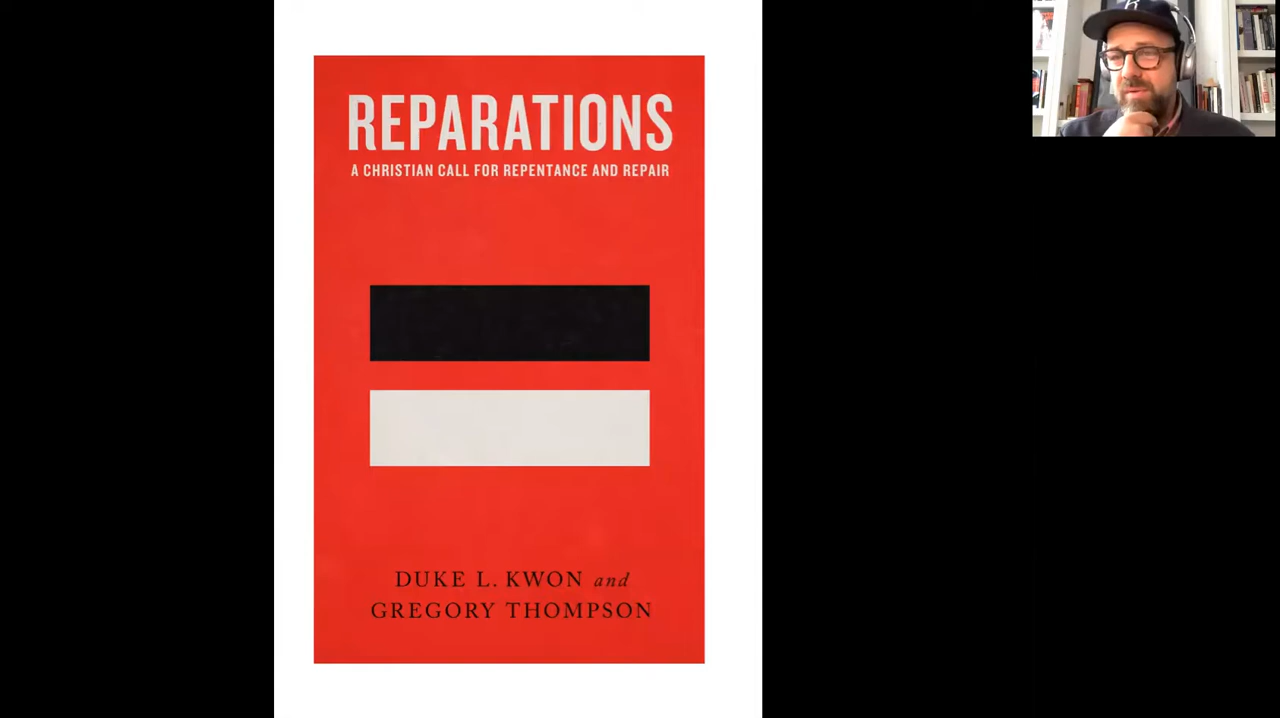 REPARATIONS
A CHRISTIAN CALL FOR REPENTANCE AND REPAIR
DUKE L. KWON and
GREGORY THOMPSON